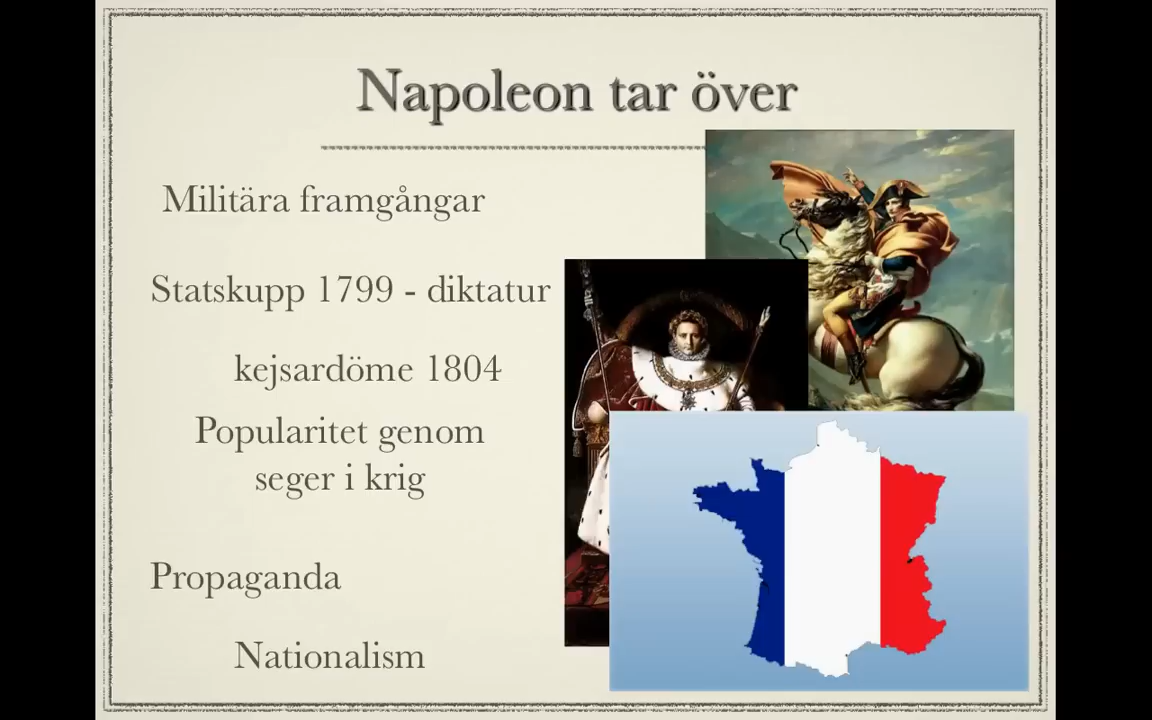 Napoleon tar över
Militära framgångar
Statskupp 1799 - diktatur
kejsardöme 1804
Popularitet genom
seger i krig
Propaganda
Nationalism